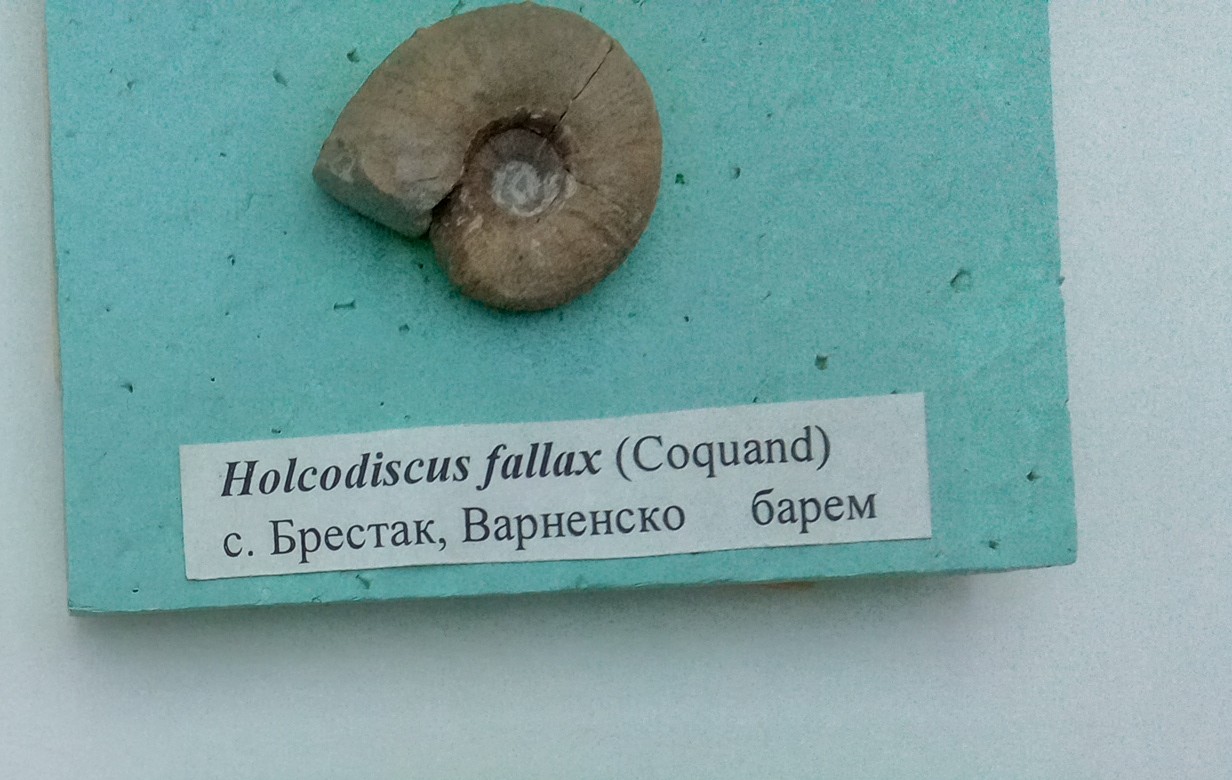 Holcodiscus fallax (Coquand)
с. Брестак, Варненско барем